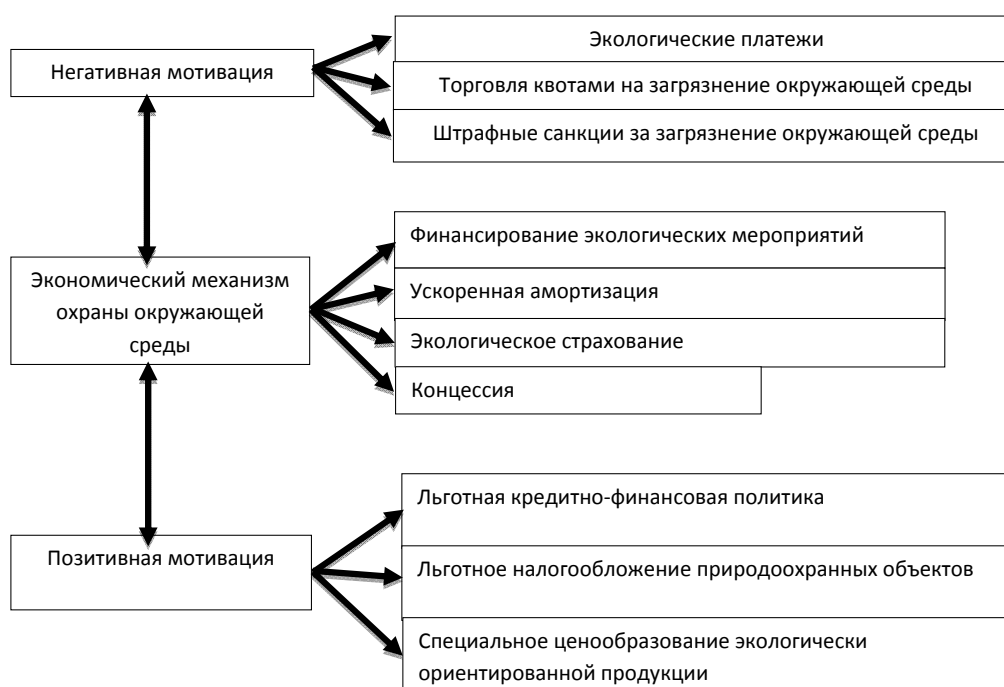 Негативная мотивация
Экологические платежи
Торговля квотами на загрязнение окружающей среды
Штрафные санкции за загрязнение окружающей среды
Экономический механизм
охраны окружающей
среды
Финансирование экологических мероприятий
Ускоренная амортизация
Экологическое страхование
Концессия
Позитивная мотивация
Льготная кредитно-финансовая политика
Льготное налогообложение природоохранных объектов
Специальное ценообразование экологически
ориентированной продукции